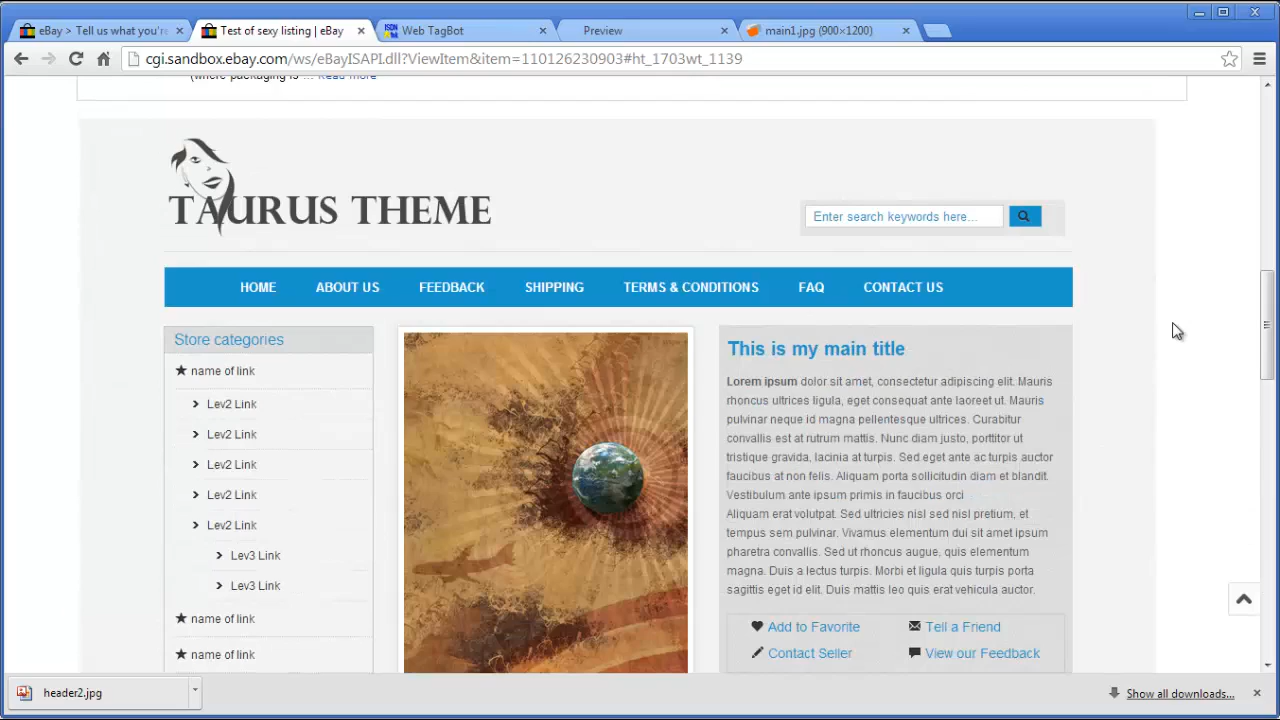 eBay > Tell us what you'r
Test of sexy listing | eBay
Web TagBot
Preview
main1.jpg (900×1200)
cgi.sandbox.ebay.com/ws/eBayISAPI.dll?ViewItem&item=110126230903#ht_1703wt_1139
(where packaging is ... Read more
TAURUS THEME
Enter search keywords here...
HOME ABOUT US FEEDBACK SHIPPING TERMS & CONDITIONS FAQ CONTACT US
Store categories
name of link
Lev2 Link
Lev2 Link
Lev2 Link
Lev2 Link
Lev2 Link
Lev3 Link
Lev3 Link
name of link
name of link
This is my main title
Lorem ipsum dolor sit amet, consectetur adipiscing elit. Mauris
rhoncus ultrices ligula, eget consequat ante laoreet ut. Mauris
pulvinar neque id magna pellentesque ultrices. Curabitur
convallis est at rutrum mattis. Nunc diam justo, porttitor ut
tristique gravida, lacinia at turpis. Sed eget ante ac turpis auctor
faucibus at non felis. Aliquam porta sollicitudin diam et blandit.
Vestibulum ante ipsum primis in faucibus orci
Aliquam erat volutpat. Sed ultricies nisl sed nisl pretium, et
tempus sem pulvinar. Vivamus elementum dui sit amet ipsum
pharetra convallis. Sed ut rhoncus augue, quis elementum
magna. Duis a lectus turpis. Morbi et ligula quis turpis porta
sagittis eget id elit. Duis mattis leo quis erat vehicula auctor.
Add to Favorite
Tell a Friend
Contact Seller
View our Feedback
header2.jpg
Show all downloads...